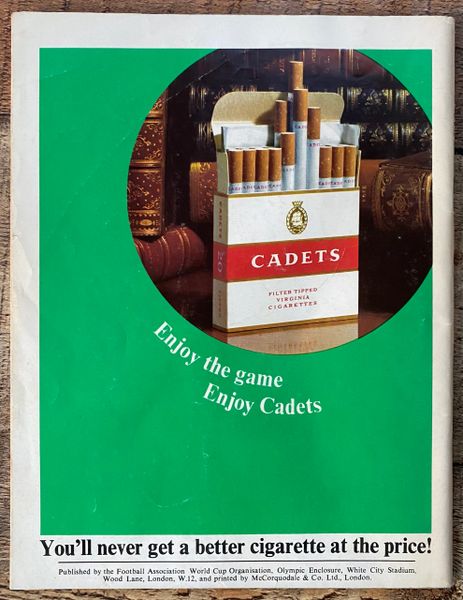 CADETS
20
CADETS
FILTER TIPPED
VIRGINIA
CIGARETTES
Enjoy the game
Enjoy Cadets
You'll never get a better cigarette at the price!
Published by the Football Association World Cup Organisation, Olympic Enclosure, White City Stadium,
Wood Lane, London, W.12, and printed by McCorquodale & Co. Ltd., London.